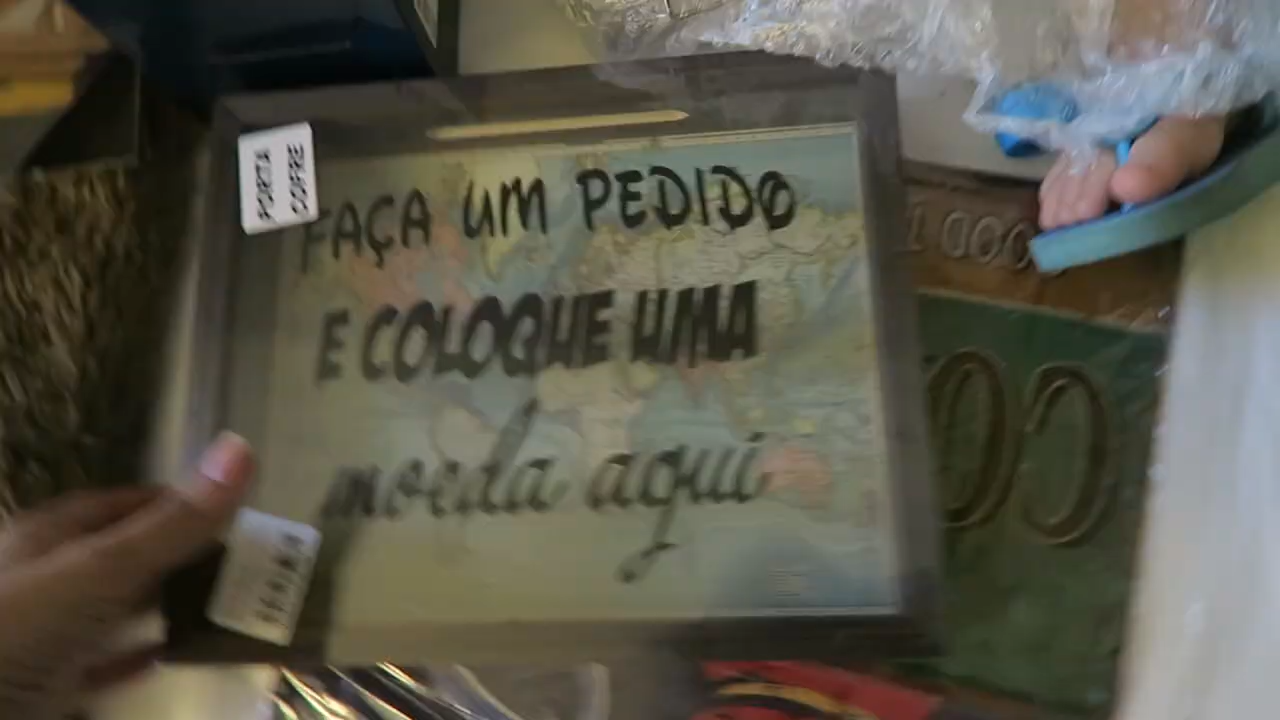 PORTA
COFRE
FAÇA UM PEDIDO
E COLOQUE UMA
moeda aqui